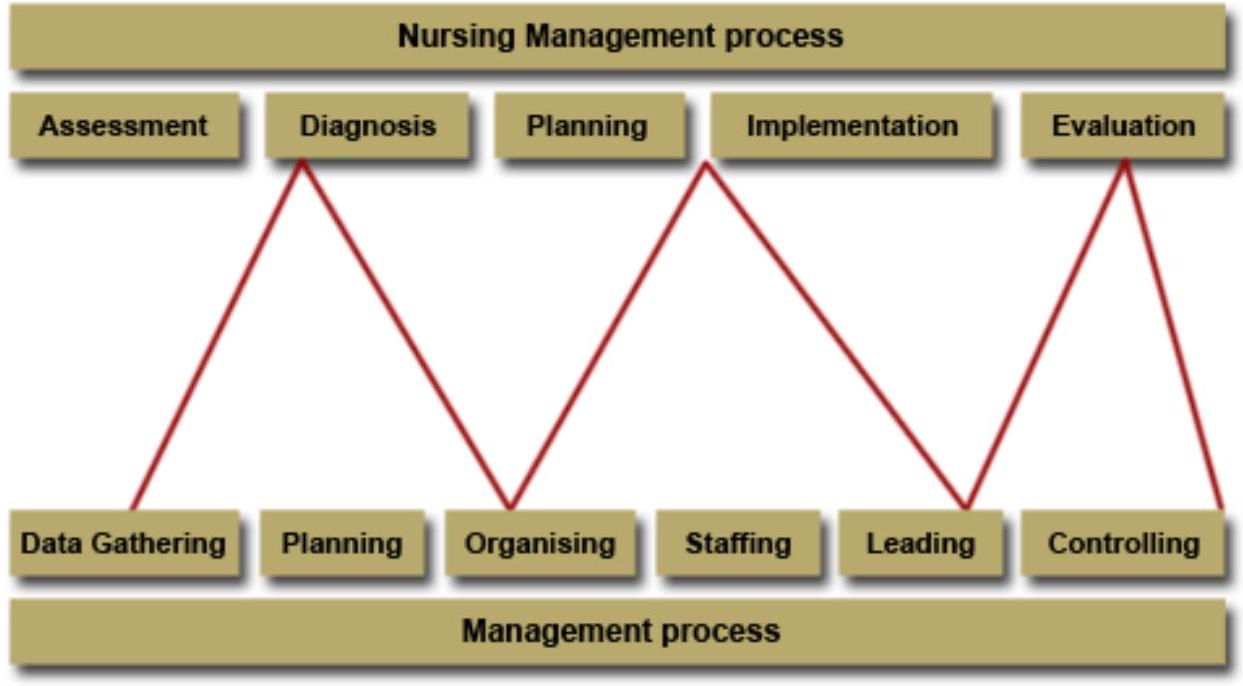 Nursing Management process
Assessment
Diagnosis
Planning
Implementation
Evaluation
Data Gathering
Planning
Organising
Staffing
Leading
Controlling
Management process